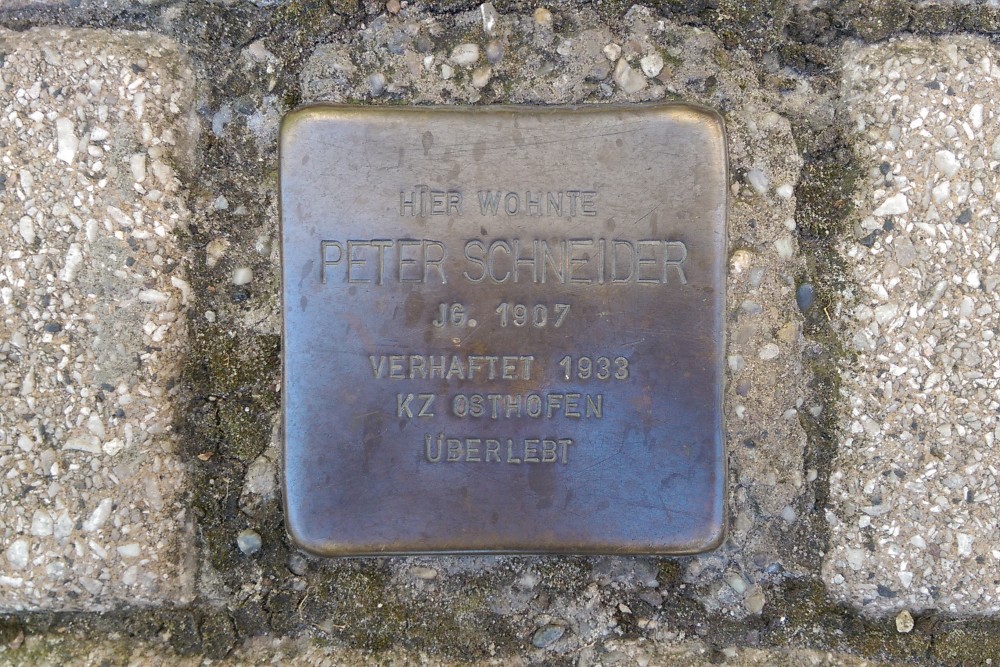 HIER WOHNTE
PETER SCHNEIDER
JG. 1907
VERHAFTET 1933
KZ OSTHOFEN
ÜBERLEBT